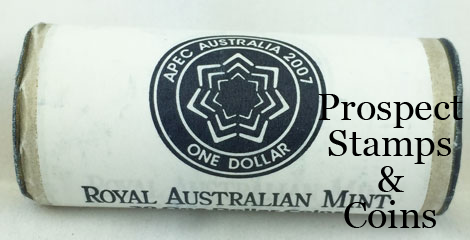 APEC AUSTRALIA 2007
ONE DOLLAR
ROYAL AUSTRALIAN MINT
Prospect
Stamps
&
Coins